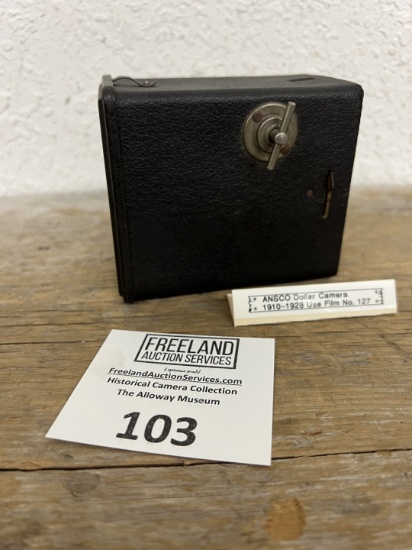 ANSCO Dollar Camera
1910-1928 Use Film No. 127
FREELAND
AUCTION SERVICES
FreelandAuctionServices.com
Historical Camera Collection
The Alloway Museum
103